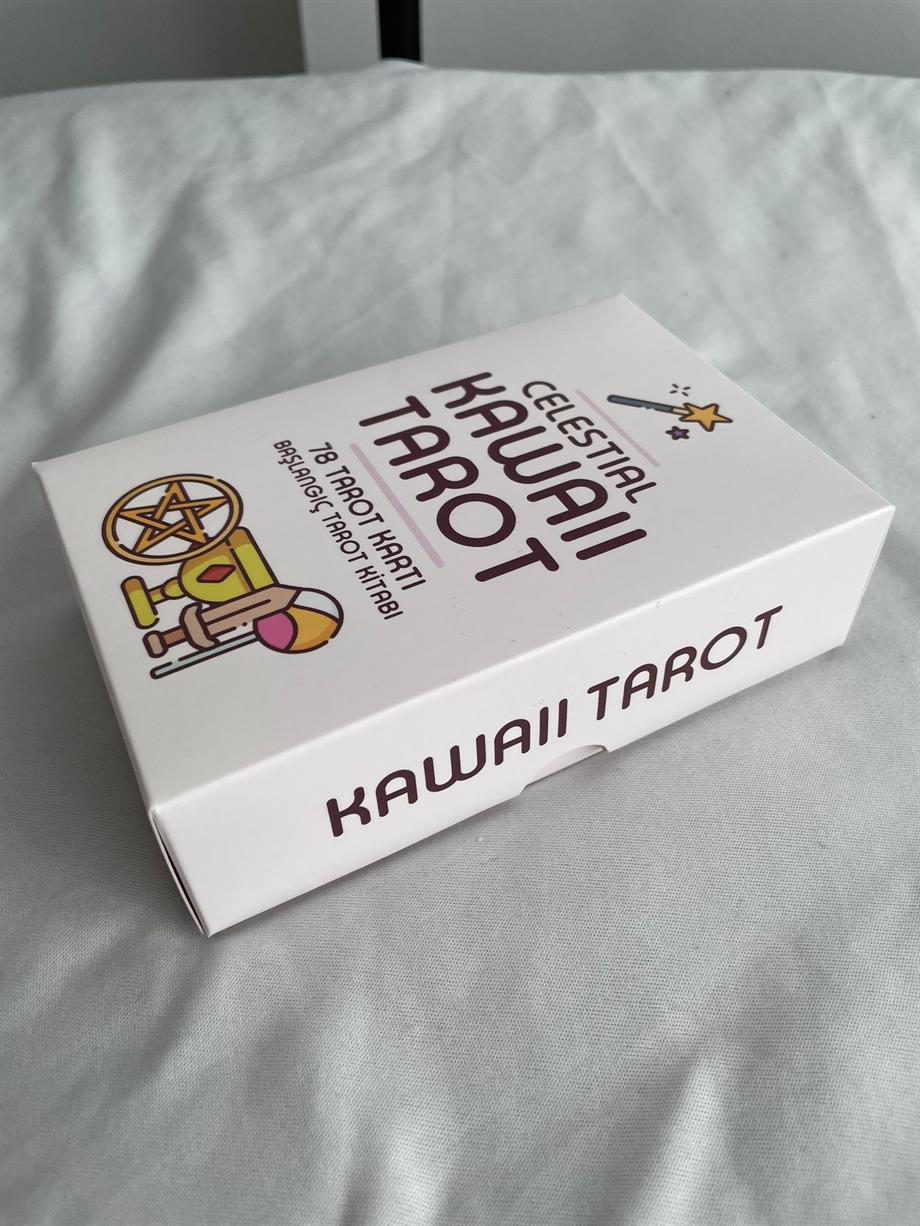 CELESTIAL
KAWAII
TAROT
78 TAROT KARTI
BAŞLANGIÇ TAROT KİTABI
KAWAII TAROT